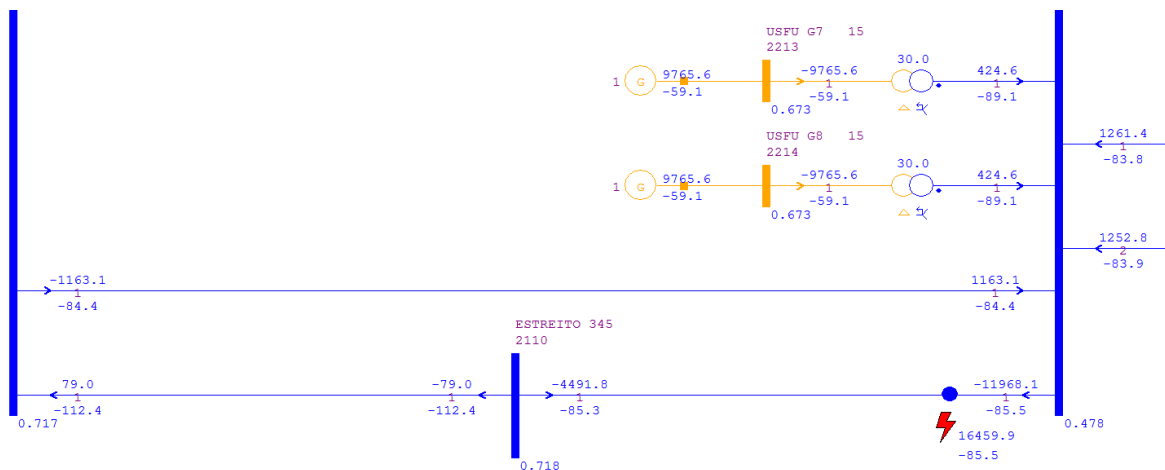 USFU G7 15
2213
30.0
1 G 9765.6 -9765.6 424.6
-59.1 1 1
-59.1 -89.1
0.673
1261.4
1
-83.8
USFU G8 15
2214
30.0
1 G 9765.6 -9765.6 424.6
-59.1 1 1
-59.1 -89.1
0.673
1252.8
2
-83.9
-1163.1 1163.1
1 1
-84.4 -84.4
ESTREITO 345
2110
79.0 -79.0 -4491.8 -11968.1
1 1 1 1
-112.4 -112.4 -85.3 -85.5
0.717 0.478
16459.9
-85.5
0.718